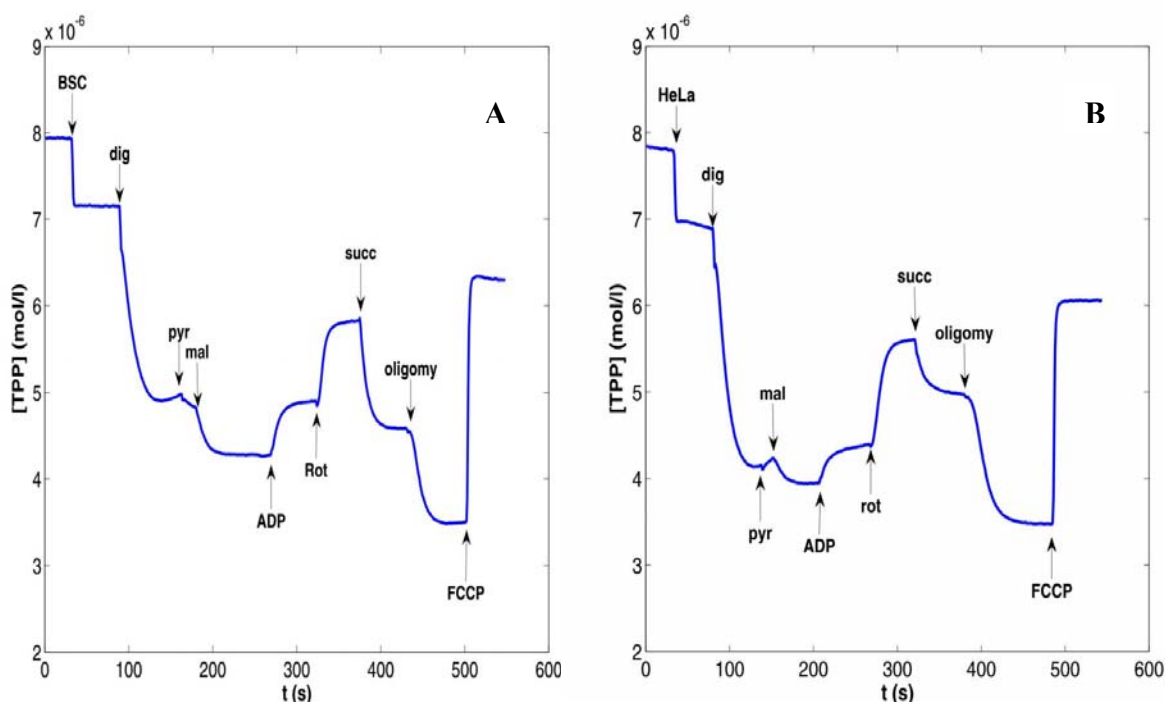 × 10⁻⁶
9
8
7
6
5
4
3
2
0 100 200 300 400 500 600
t (s)
[TPP] (mol/l)
A
BSC
dig
pyr
mal
ADP
Rot
succ
oligomy
FCCP
× 10⁻⁶
9
8
7
6
5
4
3
2
0 100 200 300 400 500 600
t (s)
[TPP] (mol/l)
B
HeLa
dig
pyr
mal
ADP
rot
succ
oligomy
FCCP